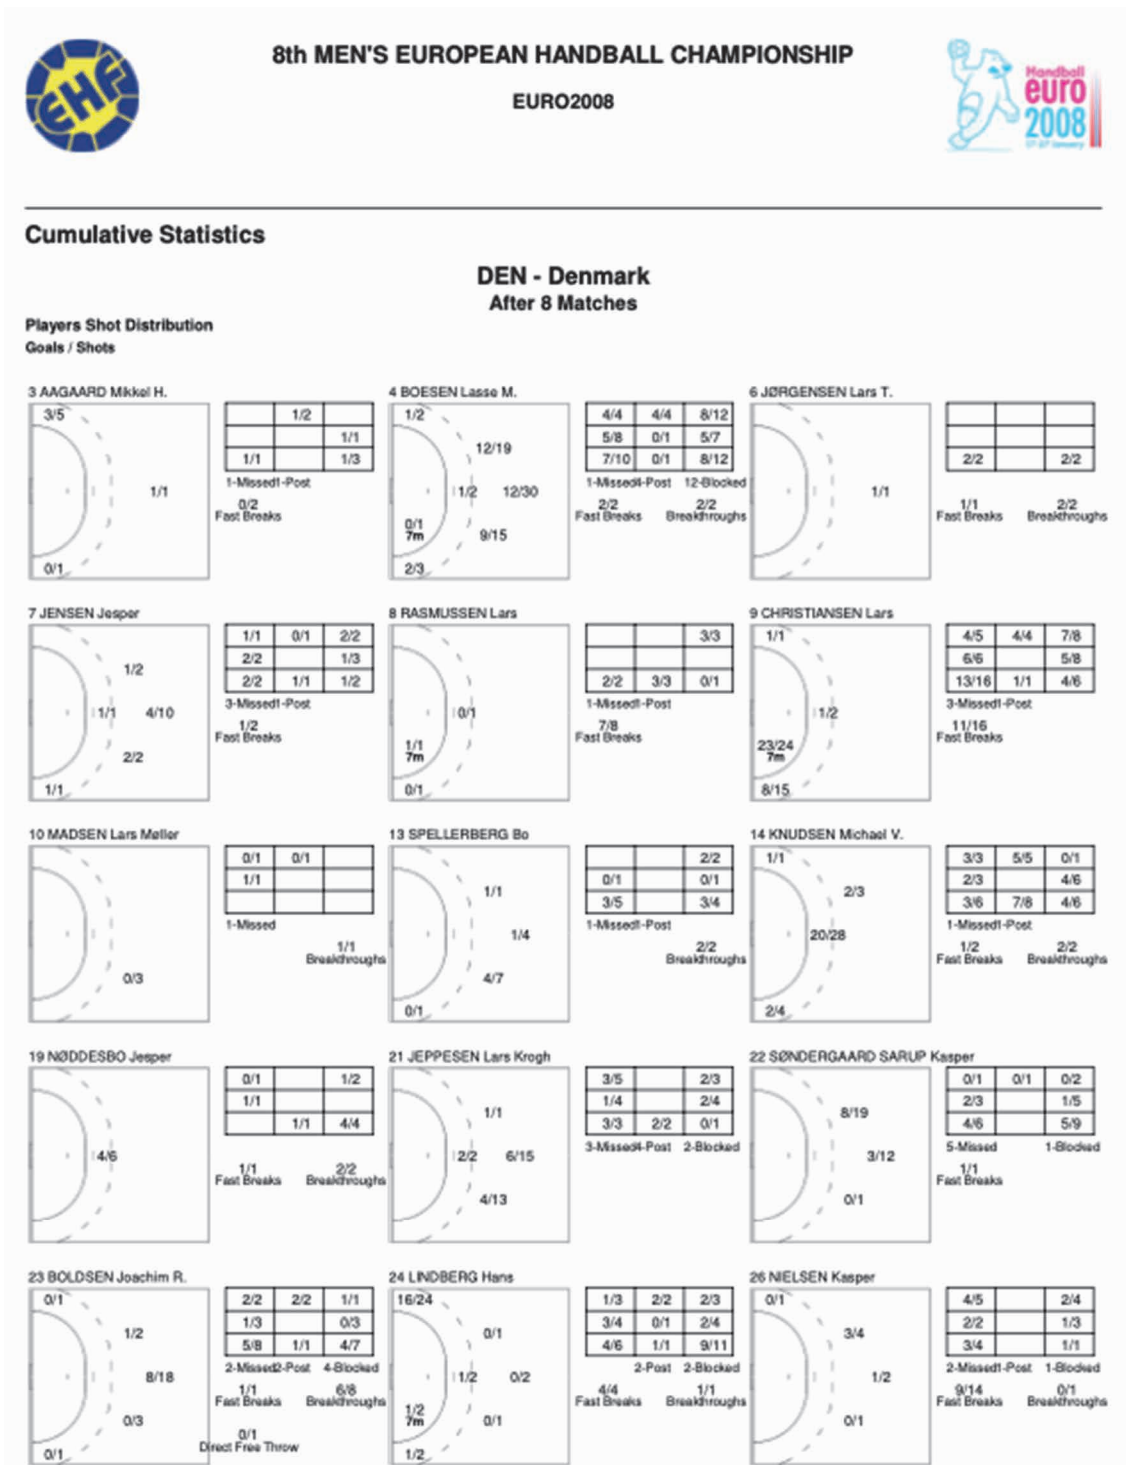 8th MEN'S EUROPEAN HANDBALL CHAMPIONSHIP
EHF
EURO2008
Handball
euro
2008
17-27 January
Cumulative Statistics
DEN - Denmark
After 8 Matches
Players Shot Distribution
Goals / Shots
3 AAGAARD Mikkel H.
3/5
1/1
0/1
1/2
1/1
1/1 1/3
1-Missed1-Post
0/2
Fast Breaks
4 BOESEN Lasse M.
1/2
12/19
1/2 12/30
0/1
7m
9/15
2/3
4/4 4/4 8/12
5/8 0/1 5/7
7/10 0/1 8/12
1-Missed4-Post 12-Blocked
2/2 2/2
Fast Breaks Breakthroughs
6 JØRGENSEN Lars T.
1/1
2/2 2/2
1/1 2/2
Fast Breaks Breakthroughs
7 JENSEN Jesper
1/2
1/1 4/10
2/2
1/1
1/1 0/1 2/2
2/2 1/3
2/2 1/1 1/2
3-Missed1-Post
1/2
Fast Breaks
8 RASMUSSEN Lars
0/1
1/1
7m
0/1
3/3
2/2 3/3 0/1
1-Missed1-Post
7/8
Fast Breaks
9 CHRISTIANSEN Lars
1/1
1/2
23/24
7m
8/15
4/5 4/4 7/8
6/6 5/8
13/16 1/1 4/6
3-Missed1-Post
11/16
Fast Breaks
10 MADSEN Lars Møller
0/3
0/1 0/1
1/1
1-Missed
1/1
Breakthroughs
13 SPELLERBERG Bo
1/1
1/4
4/7
0/1
2/2
0/1 0/1
3/5 3/4
1-Missed1-Post
2/2
Breakthroughs
14 KNUDSEN Michael V.
1/1
2/3
20/28
2/4
3/3 5/5 0/1
2/3 4/6
3/6 7/8 4/6
1-Missed1-Post
1/2 2/2
Fast Breaks Breakthroughs
19 NØDDESBO Jesper
4/6
0/1 1/2
1/1
1/1 4/4
1/1 2/2
Fast Breaks Breakthroughs
21 JEPPESEN Lars Krogh
1/1
2/2 6/15
4/13
3/5 2/3
1/4 2/4
3/3 2/2 0/1
3-Missed4-Post 2-Blocked
22 SØNDERGAARD SARUP Kasper
8/19
3/12
0/1
0/1 0/1 0/2
2/3 1/5
4/6 5/9
5-Missed 1-Blocked
1/1
Fast Breaks
23 BOLDSEN Joachim R.
0/1
1/2
8/18
0/3
0/1
2/2 2/2 1/1
1/3 0/3
5/8 1/1 4/7
2-Missed2-Post 4-Blocked
1/1 6/8
Fast Breaks Breakthroughs
0/1
Direct Free Throw
24 LINDBERG Hans
16/24
0/1
1/2 0/2
1/2
7m
0/1
1/2
1/3 2/2 2/3
3/4 0/1 2/4
4/6 1/1 9/11
2-Post 2-Blocked
4/4 1/1
Fast Breaks Breakthroughs
26 NIELSEN Kasper
0/1
3/4
1/2
0/1
4/5 2/4
2/2 1/3
3/4 1/1
2-Missed1-Post 1-Blocked
9/14 0/1
Fast Breaks Breakthroughs